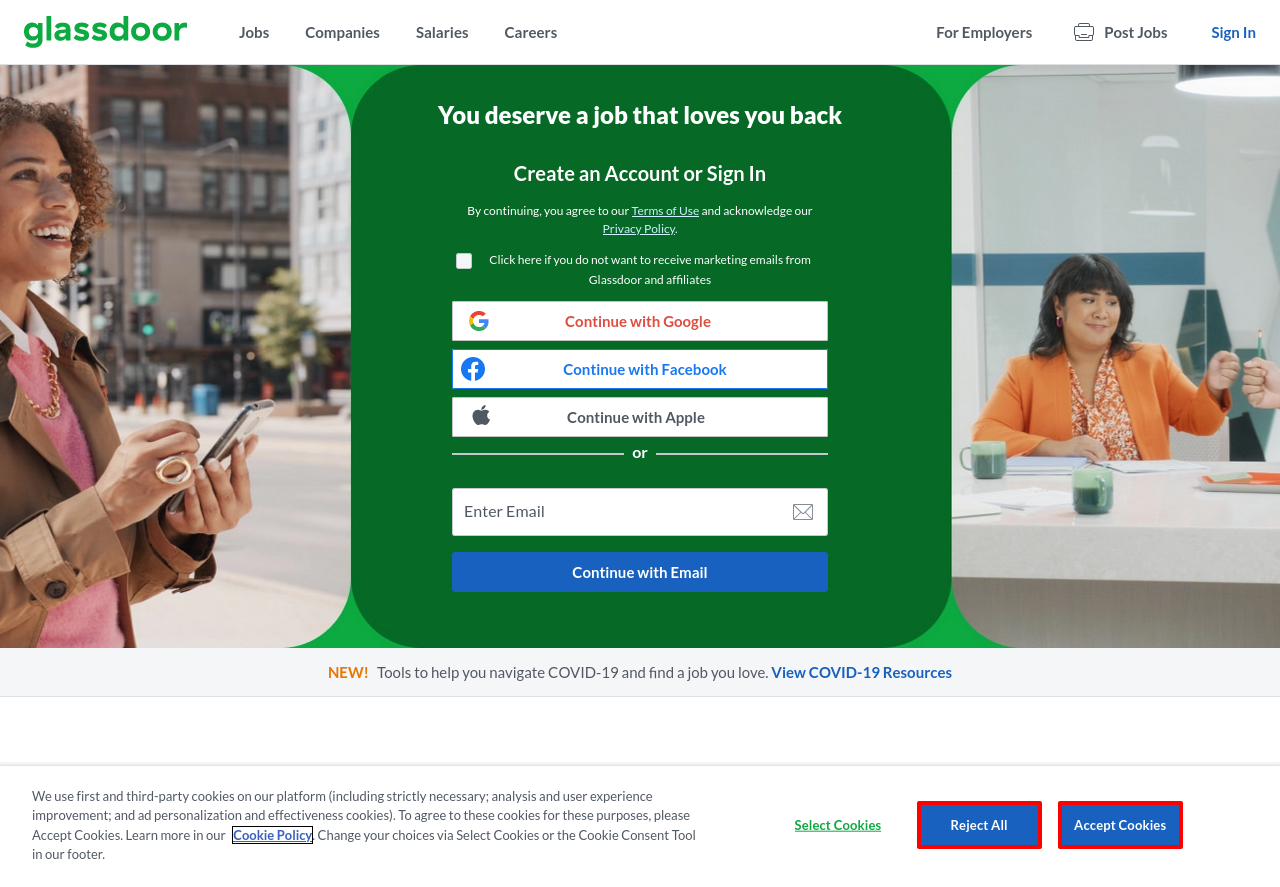 glassdoor
Jobs
Companies
Salaries
Careers
For Employers
Post Jobs
Sign In
You deserve a job that loves you back
Create an Account or Sign In
By continuing, you agree to our Terms of Use and acknowledge our
Privacy Policy.
Click here if you do not want to receive marketing emails from
Glassdoor and affiliates
Continue with Google
Continue with Facebook
Continue with Apple
or
Enter Email
Continue with Email
NEW! Tools to help you navigate COVID-19 and find a job you love. View COVID-19 Resources
We use first and third-party cookies on our platform (including strictly necessary; analysis and user experience
improvement; and ad personalization and effectiveness cookies). To agree to these cookies for these purposes, please
Accept Cookies. Learn more in our Cookie Policy. Change your choices via Select Cookies or the Cookie Consent Tool
in our footer.
Select Cookies
Reject All
Accept Cookies